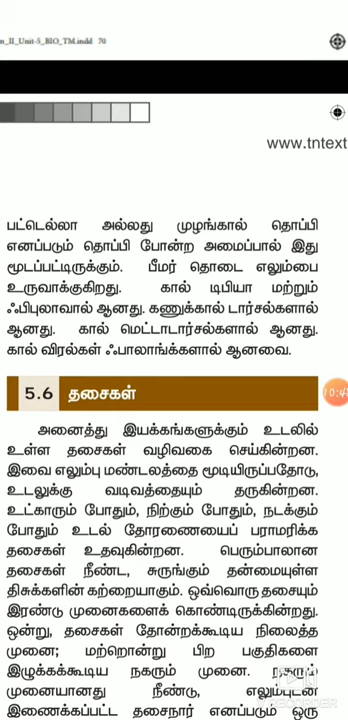 n_II_Unit-5_BIO_TM.indd 70
www.tntext
பட்டெல்லா அல்லது முழங்கால் தொப்பி
எனப்படும் தொப்பி போன்ற அமைப்பால் இது
மூடப்பட்டிருக்கும். பீமர் தொடை எலும்பை
உருவாக்குகிறது. கால் டிபியா மற்றும்
ஃபிபுலாவால் ஆனது. கணுக்கால் டார்சல்களால்
ஆனது. கால் மெட்டாடார்சல்களால் ஆனது.
கால் விரல்கள் ஃபாலாங்க்களால் ஆனவை.
5.6 தசைகள்
10:4
அனைத்து இயக்கங்களுக்கும் உடலில்
உள்ள தசைகள் வழிவகை செய்கின்றன.
இவை எலும்பு மண்டலத்தை மூடியிருப்பதோடு,
உடலுக்கு வடிவத்தையும் தருகின்றன.
உட்காரும் போதும், நிற்கும் போதும், நடக்கும்
போதும் உடல் தோரணையைப் பராமரிக்க
தசைகள் உதவுகின்றன. பெரும்பாலான
தசைகள் நீண்ட, சுருங்கும் தன்மையுள்ள
திசுக்களின் கற்றையாகும். ஒவ்வொரு தசையும்
இரண்டு முனைகளைக் கொண்டிருக்கிறது.
ஒன்று, தசைகள் தோன்றக்கூடிய நிலைத்த
முனை; மற்றொன்று பிற பகுதிகளை
இழுக்கக்கூடிய நகரும் முனை. நகரும்
முனையானது நீண்டு, எலும்புடன்
இணைக்கப்பட்ட தசைநார் எனப்படும் ஒரு
RECORDER